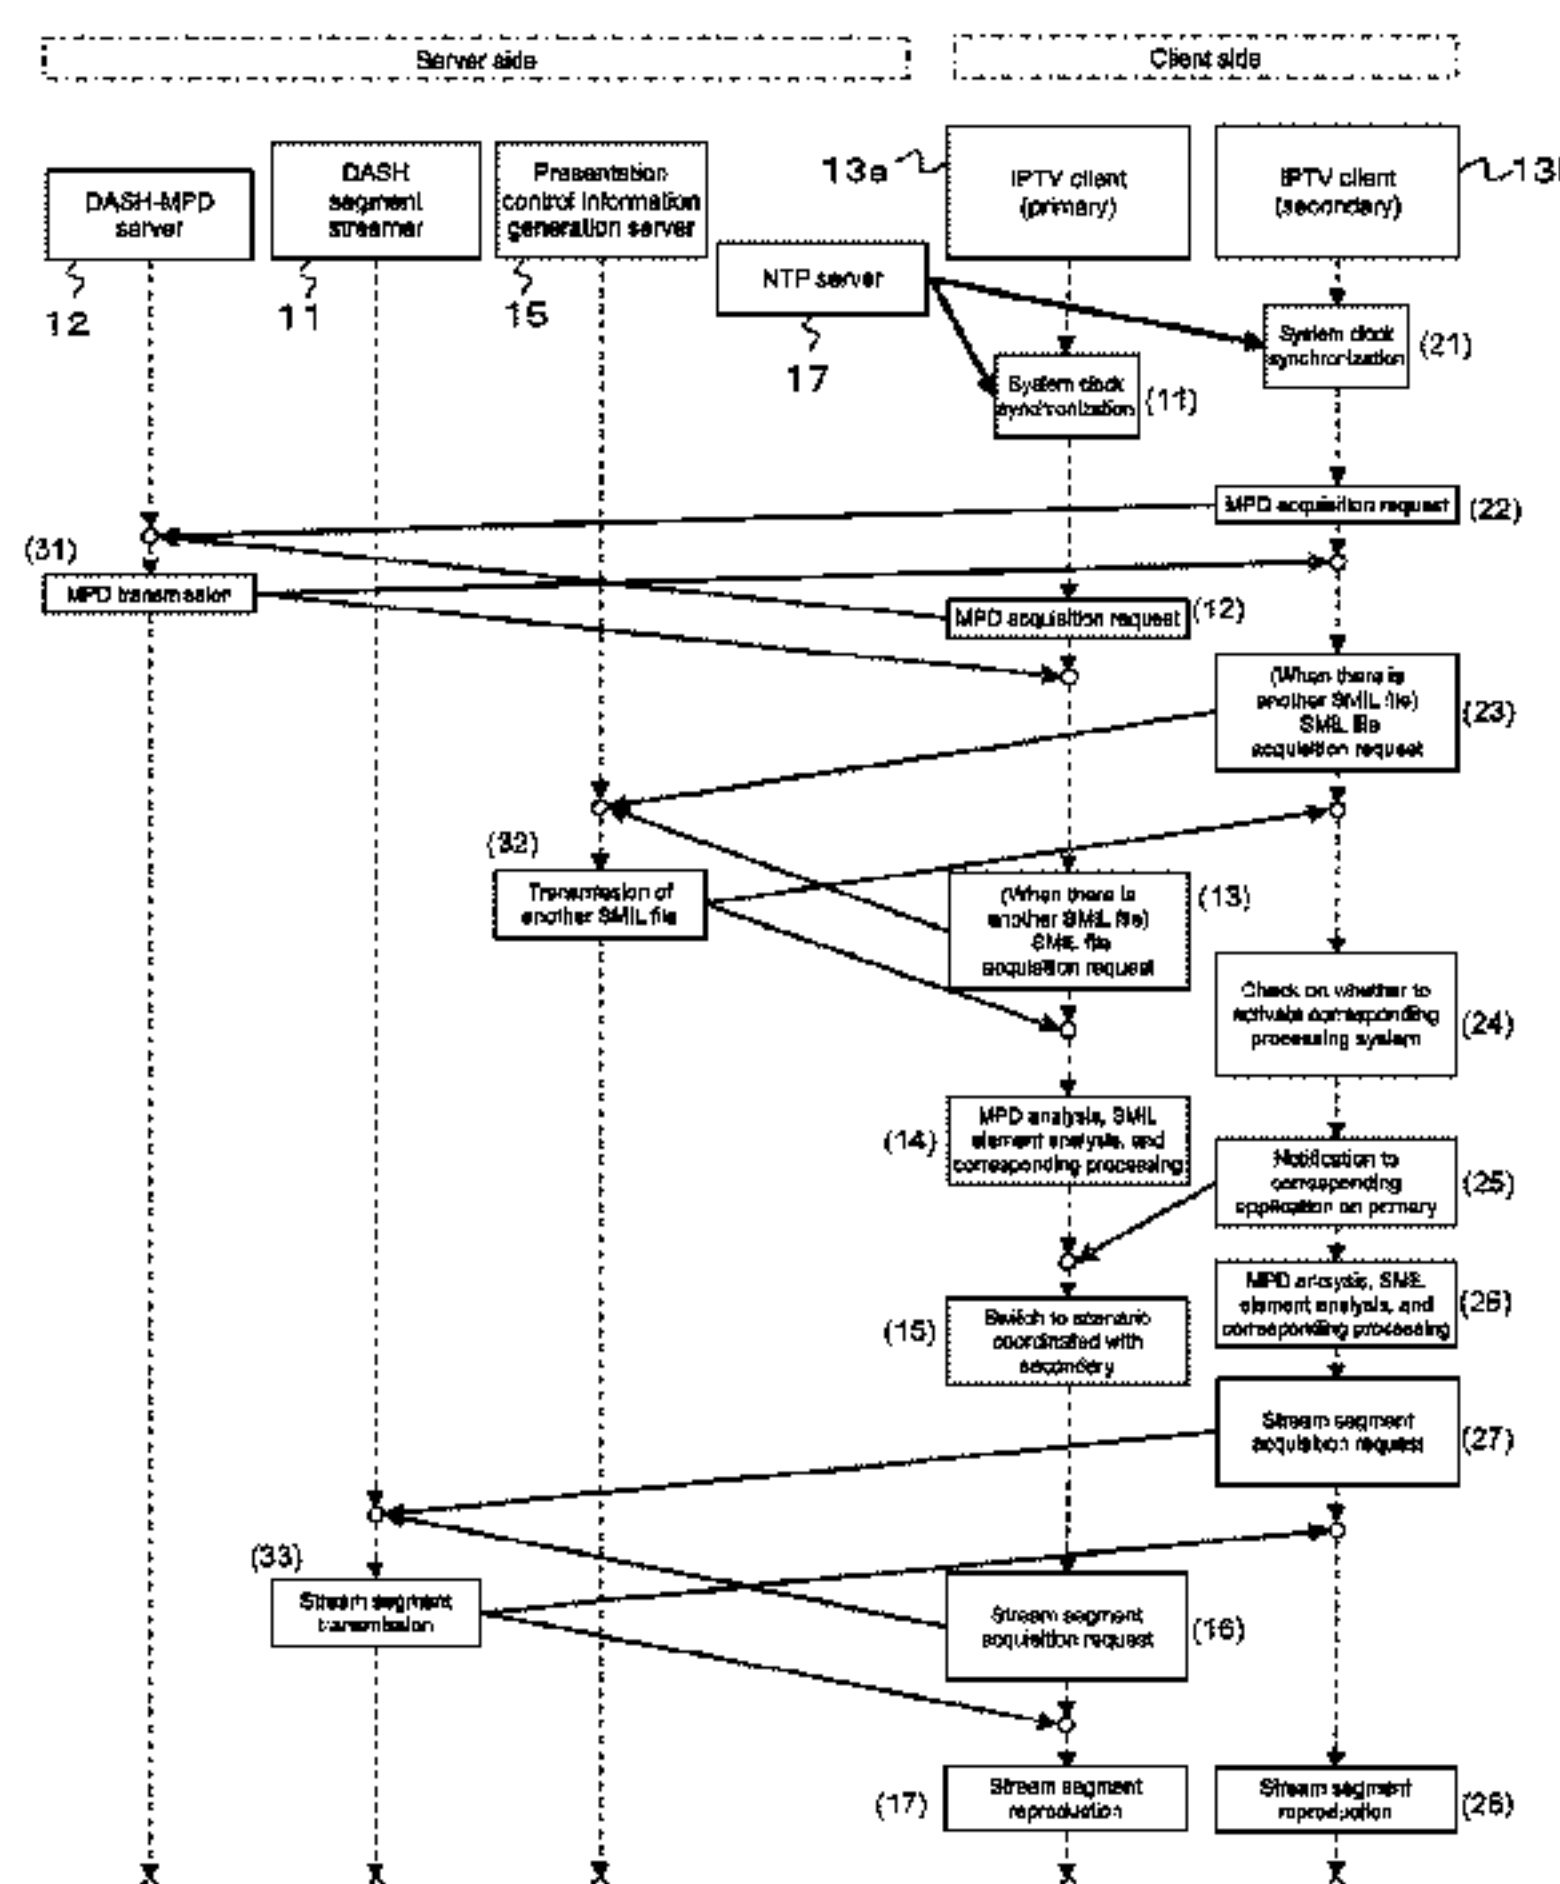 Server side
Client side
DASH-MPD
server
12
DASH
segment
streamer
11
Presentation
control information
generation server
15
NTP server
17
13a
IPTV client
(primary)
IPTV client
(secondary)
13
System clock
synchronization
(21)
System clock
synchronization
(11)
MPD acquisition request
(22)
(31)
MPD transmission
MPD acquisition request
(12)
(When there is
another SMIL file)
SMIL file
acquisition request
(23)
(32)
Transmission of
another SMIL file
(When there is
another SMIL file)
SMIL file
acquisition request
(13)
Check on whether to
activate corresponding
processing system
(24)
(14)
MPD analysis, SMIL
element analysis, and
corresponding processing
Notification to
corresponding
application on primary
(25)
(15)
Switch to scenario
coordinated with
secondary
MPD analysis, SMIL
element analysis, and
corresponding processing
(26)
Stream segment
acquisition request
(27)
(33)
Stream segment
transmission
Stream segment
acquisition request
(16)
(17)
Stream segment
reproduction
Stream segment
reproduction